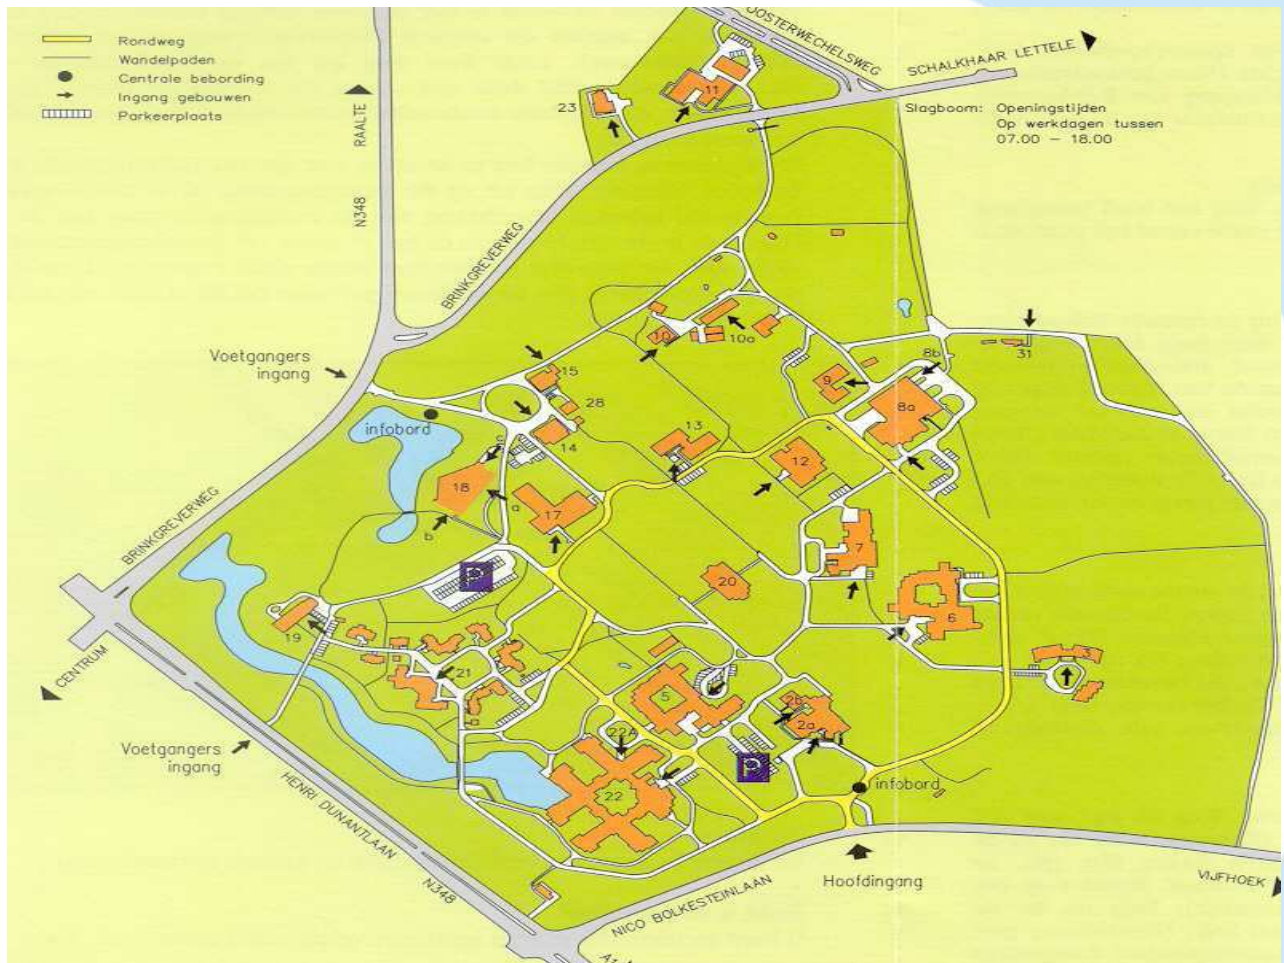 Rondweg
Wandelpaden
Centrale bebording
Ingang gebouwen
Parkeerplaats
OOSTERWECHELSWEG
SCHALKHAAR LETTELE
Slagboom: Openingstijden
Op werkdagen tussen
07.00 – 18.00
N348 RAALTE
BRINKGREVERWEG
11
23
10
10a
31
8b
Voetgangers
ingang
15
9
8a
28
infobord
14
13
12
18
a
17
b
BRINKGREVERWEG
7
P
20
6
19
CENTRUM
21
3
5
2b
2a
22A
Voetgangers
ingang
P
22
infobord
HENRI DUNANTLAAN
N348
NICO BOLKESTEINLAAN
Hoofdingang
VIJFHOEK